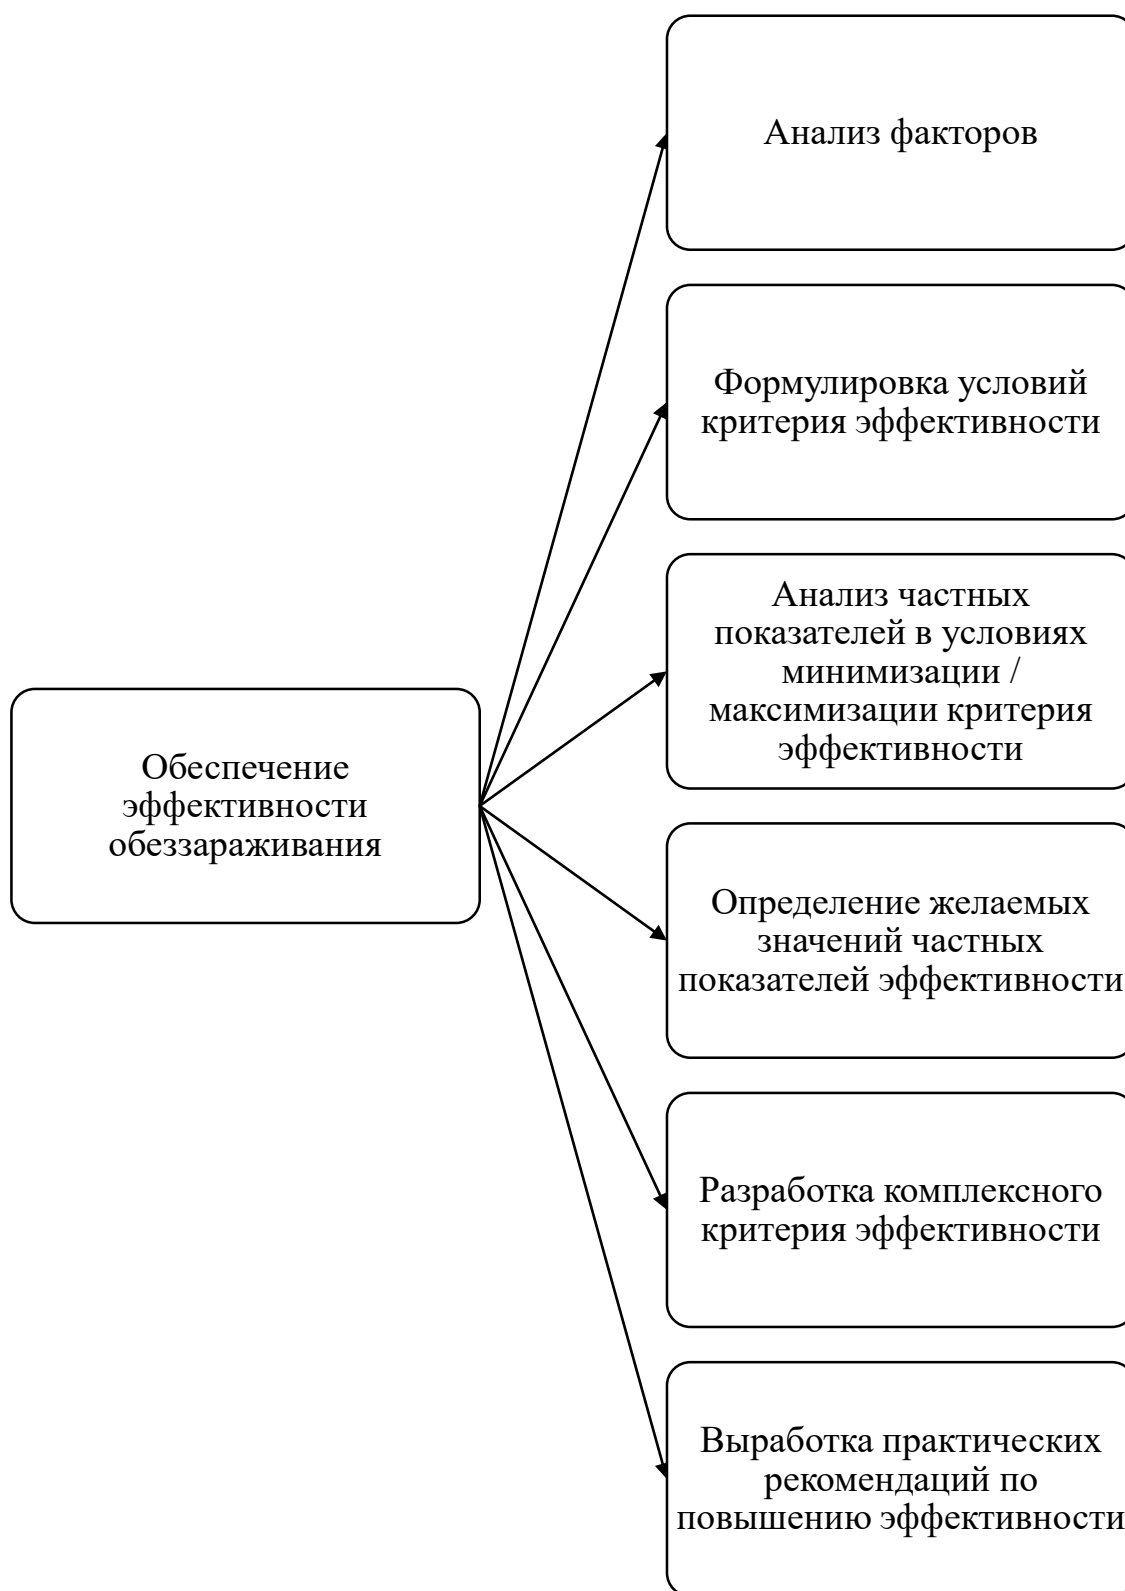 Анализ факторов
Формулировка условий
критерия эффективности
Анализ частных
показателей в условиях
минимизации /
максимизации критерия
эффективности
Обеспечение
эффективности
обеззараживания
Определение желаемых
значений частных
показателей эффективности
Разработка комплексного
критерия эффективности
Выработка практических
рекомендаций по
повышению эффективности